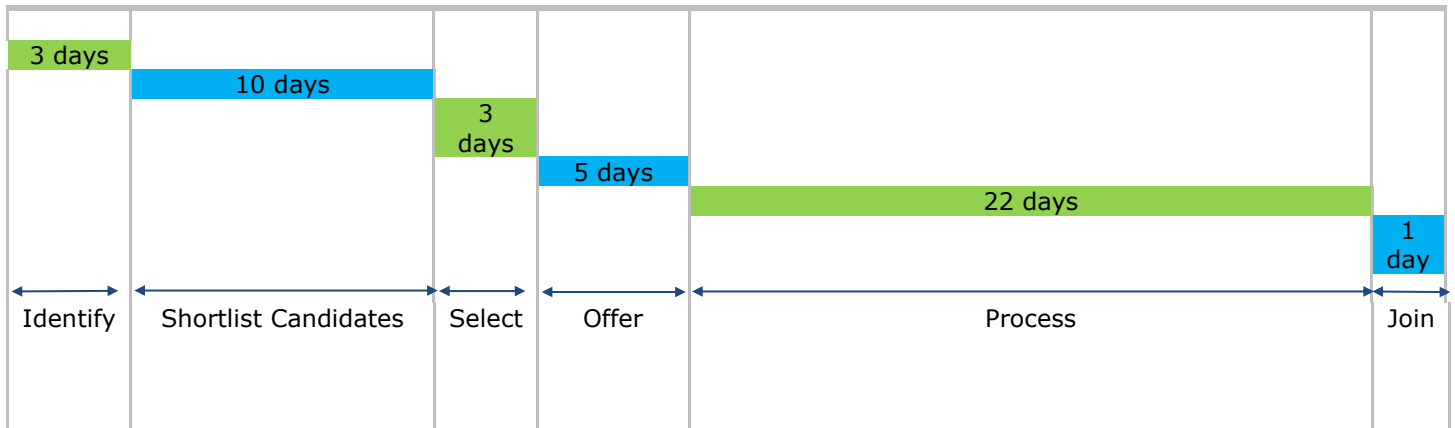 3 days
10 days
3
days
5 days
22 days
1
day
Identify
Shortlist Candidates
Select
Offer
Process
Join